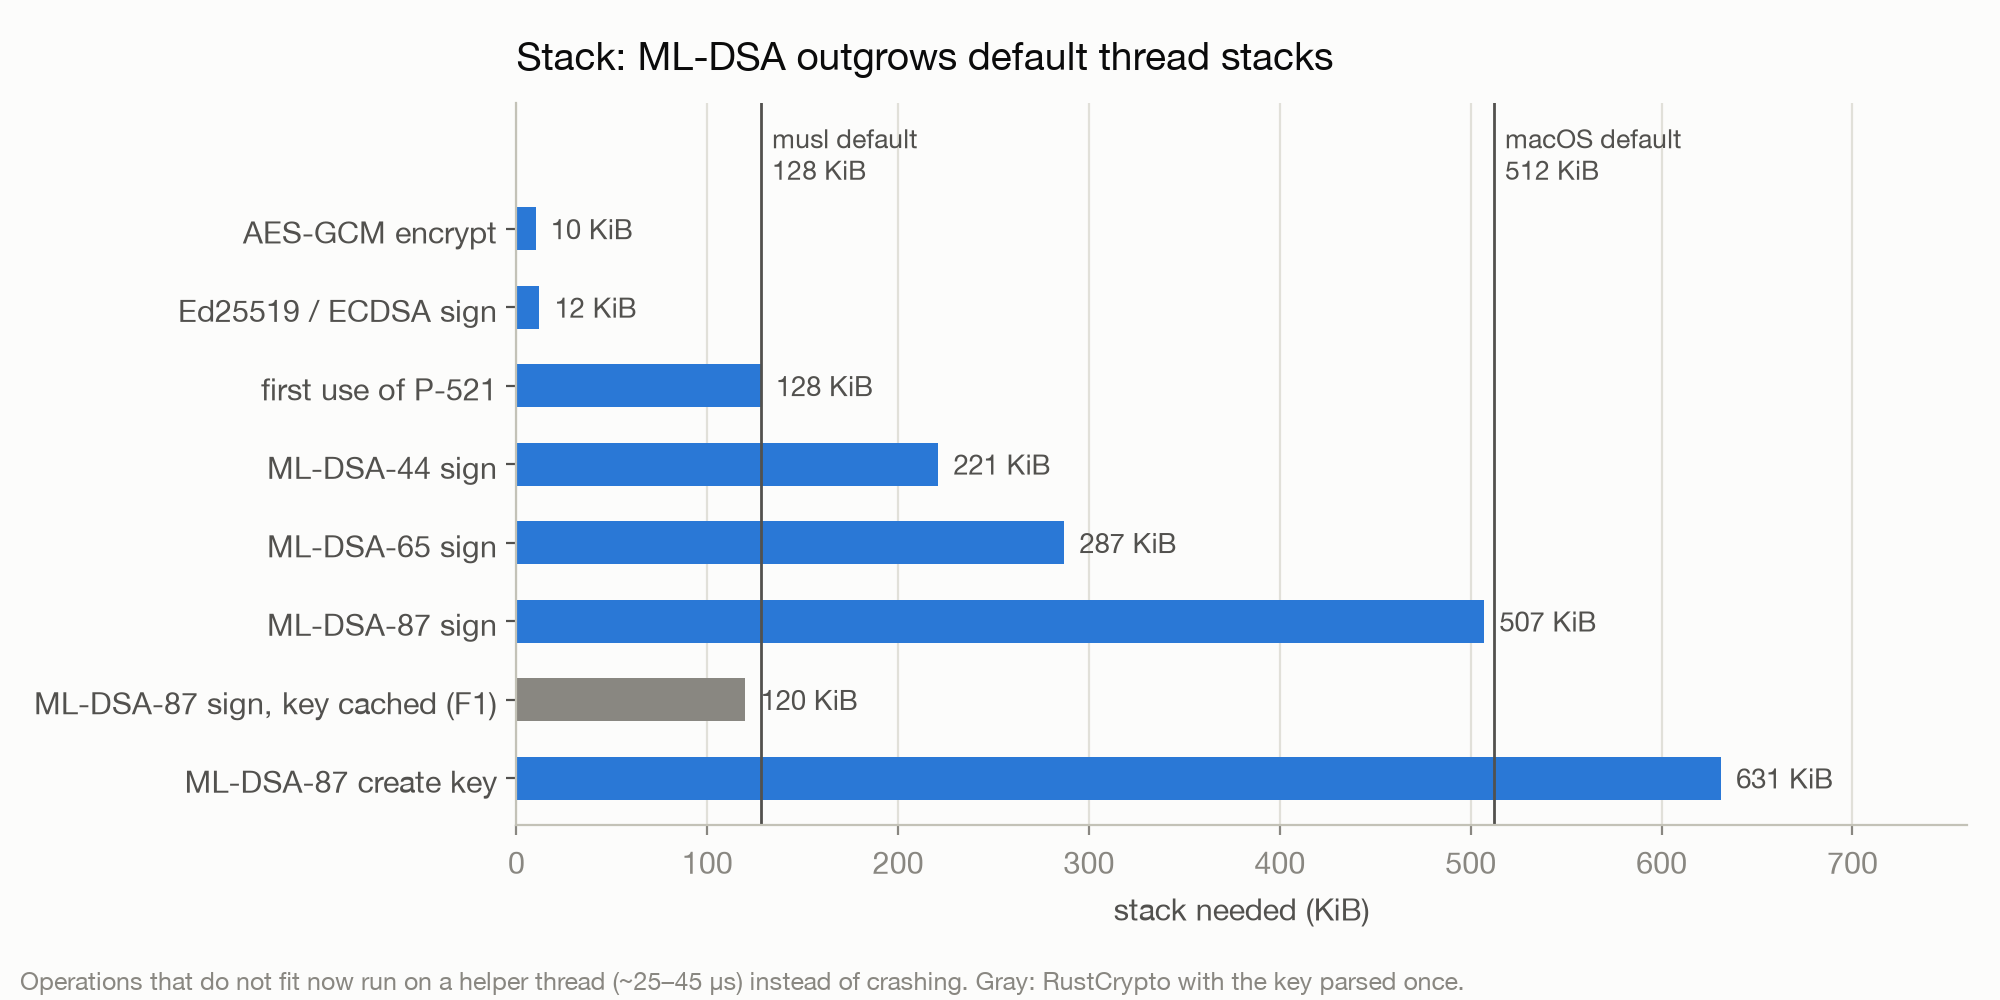 Stack: ML-DSA outgrows default thread stacks
musl default
128 KiB
macOS default
512 KiB
AES-GCM encrypt
10 KiB
Ed25519 / ECDSA sign
12 KiB
first use of P-521
128 KiB
ML-DSA-44 sign
221 KiB
ML-DSA-65 sign
287 KiB
ML-DSA-87 sign
507 KiB
ML-DSA-87 sign, key cached (F1)
120 KiB
ML-DSA-87 create key
631 KiB
0 100 200 300 400 500 600 700
stack needed (KiB)
Operations that do not fit now run on a helper thread (~25–45 µs) instead of crashing. Gray: RustCrypto with the key parsed once.